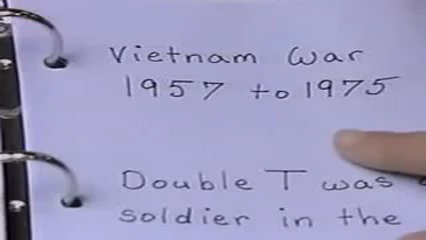 Vietnam War
1957 to 1975
Double T was
soldier in the